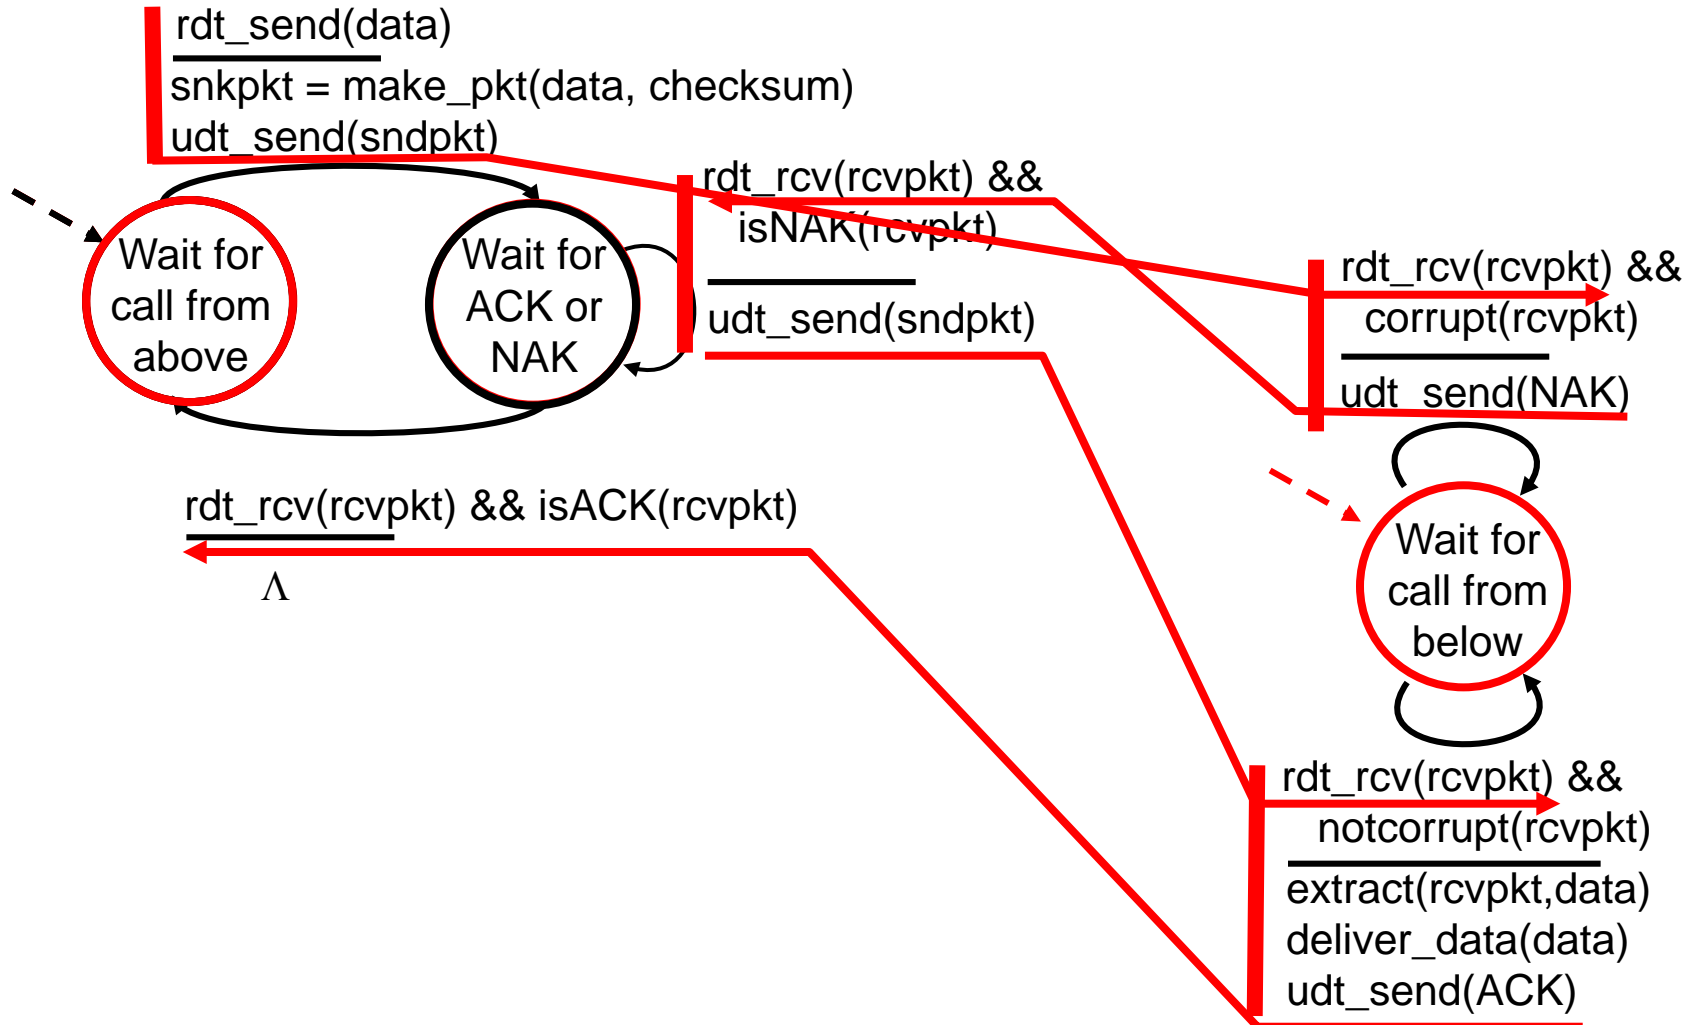 rdt_send(data)
snkpkt = make_pkt(data, checksum)
udt_send(sndpkt)
rdt_rcv(rcvpkt) &&
isNAK(rcvpkt)
udt_send(sndpkt)
Wait for
call from
above
Wait for
ACK or
NAK
rdt_rcv(rcvpkt) && isACK(rcvpkt)
Λ
rdt_rcv(rcvpkt) &&
corrupt(rcvpkt)
udt_send(NAK)
Wait for
call from
below
rdt_rcv(rcvpkt) &&
notcorrupt(rcvpkt)
extract(rcvpkt,data)
deliver_data(data)
udt_send(ACK)